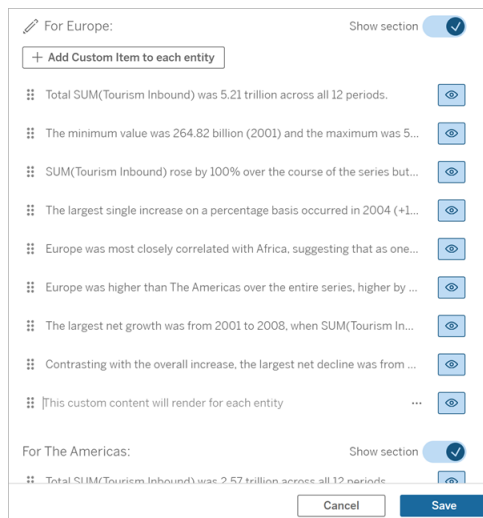 For Europe:
Show section
+ Add Custom Item to each entity
Total SUM(Tourism Inbound) was 5.21 trillion across all 12 periods.
The minimum value was 264.82 billion (2001) and the maximum was 5...
SUM(Tourism Inbound) rose by 100% over the course of the series but...
The largest single increase on a percentage basis occurred in 2004 (+1...
Europe was most closely correlated with Africa, suggesting that as one...
Europe was higher than The Americas over the entire series, higher by ...
The largest net growth was from 2001 to 2008, when SUM(Tourism In...
Contrasting with the overall increase, the largest net decline was from ...
This custom content will render for each entity
...
For The Americas:
Show section
Total SUM(Tourism Inbound) was 2.57 trillion across all 12 periods
Cancel
Save